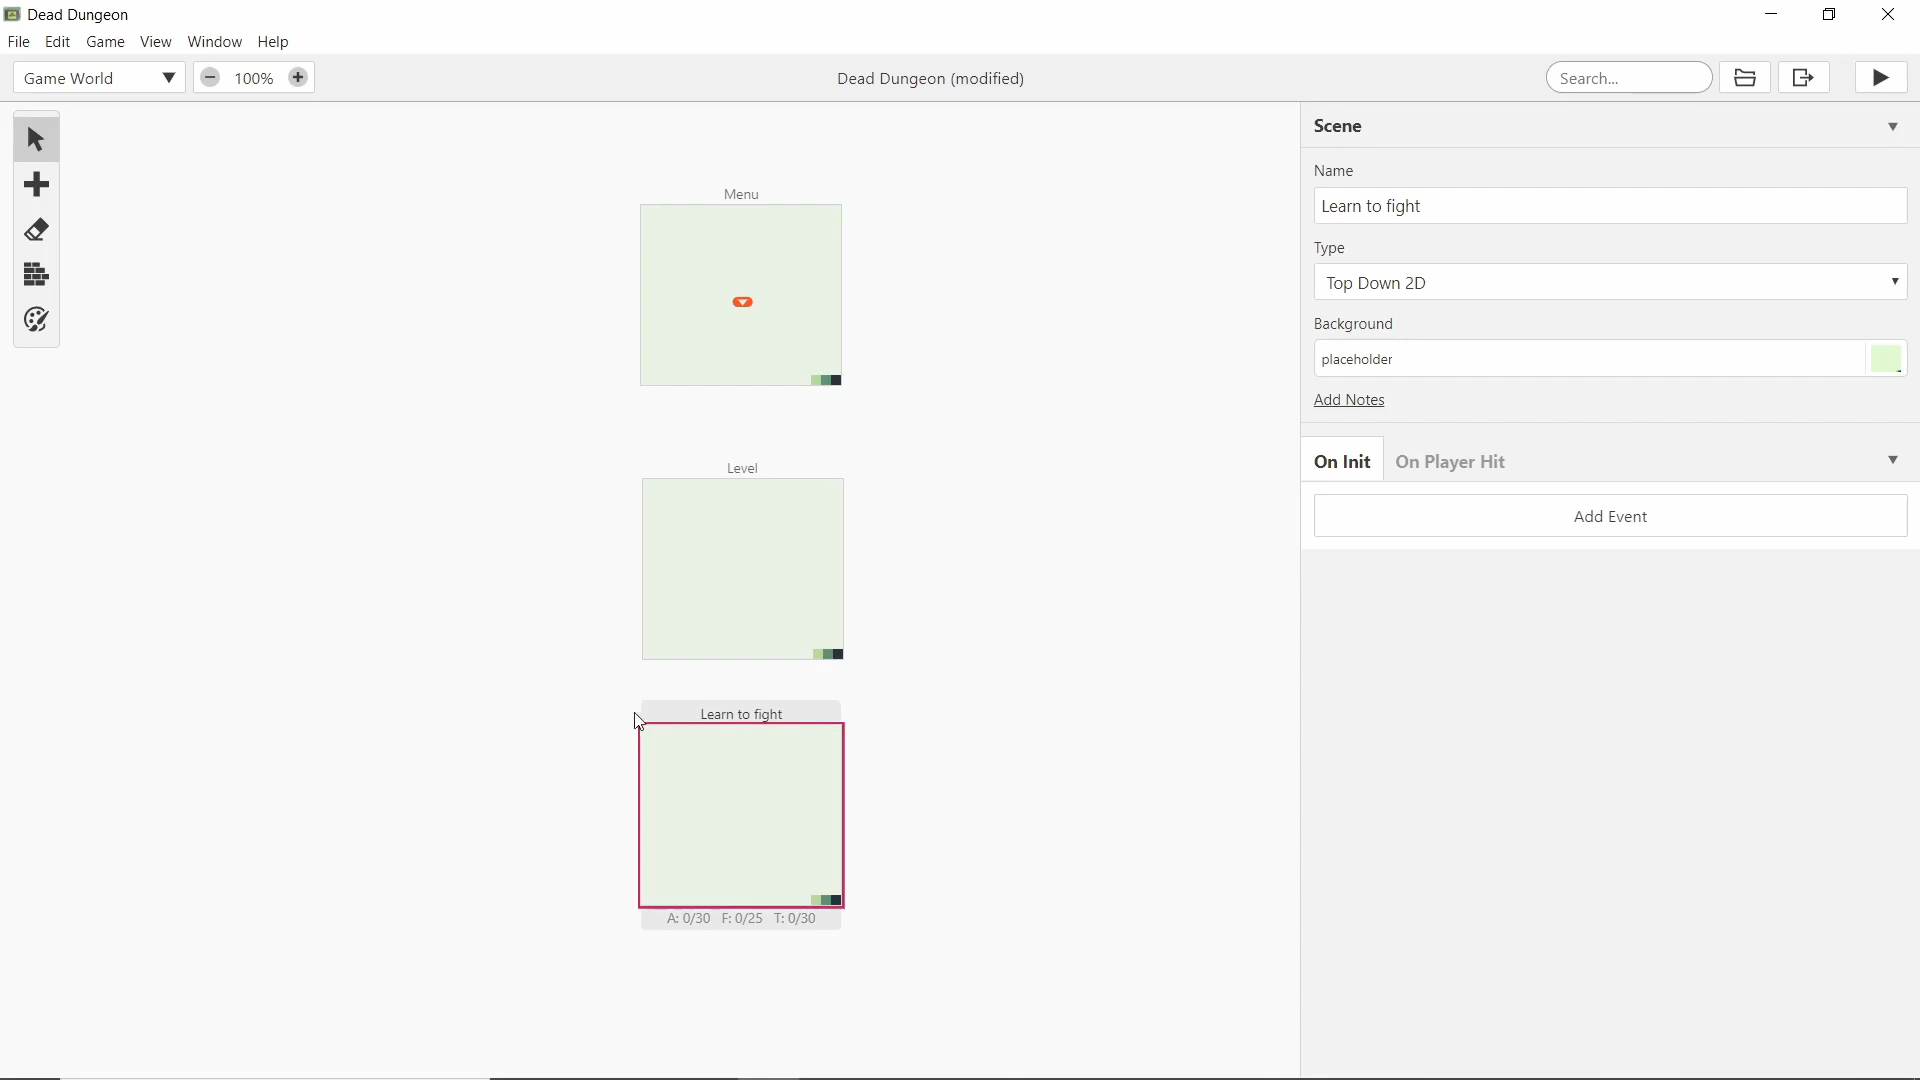 Dead Dungeon
File Edit Game View Window Help
Game World 100% Dead Dungeon (modified) Search...
Scene
Name
Learn to fight
Type
Top Down 2D
Background
placeholder
Add Notes
On Init On Player Hit
Add Event
Menu
Level
Learn to fight
A: 0/30 F: 0/25 T: 0/30